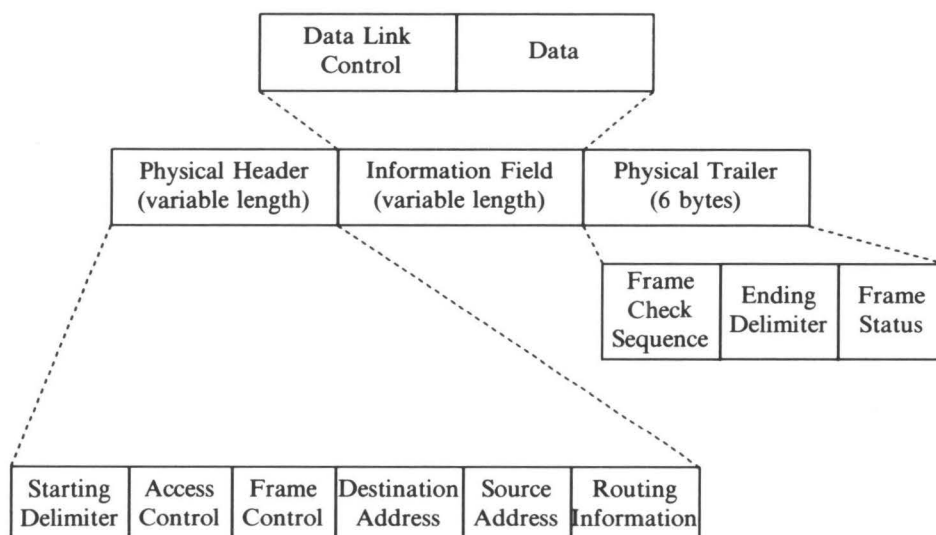 Data Link
Control
Data
Physical Header
(variable length)
Information Field
(variable length)
Physical Trailer
(6 bytes)
Frame
Check
Sequence
Ending
Delimiter
Frame
Status
Starting
Delimiter
Access
Control
Frame
Control
Destination
Address
Source
Address
Routing
Information